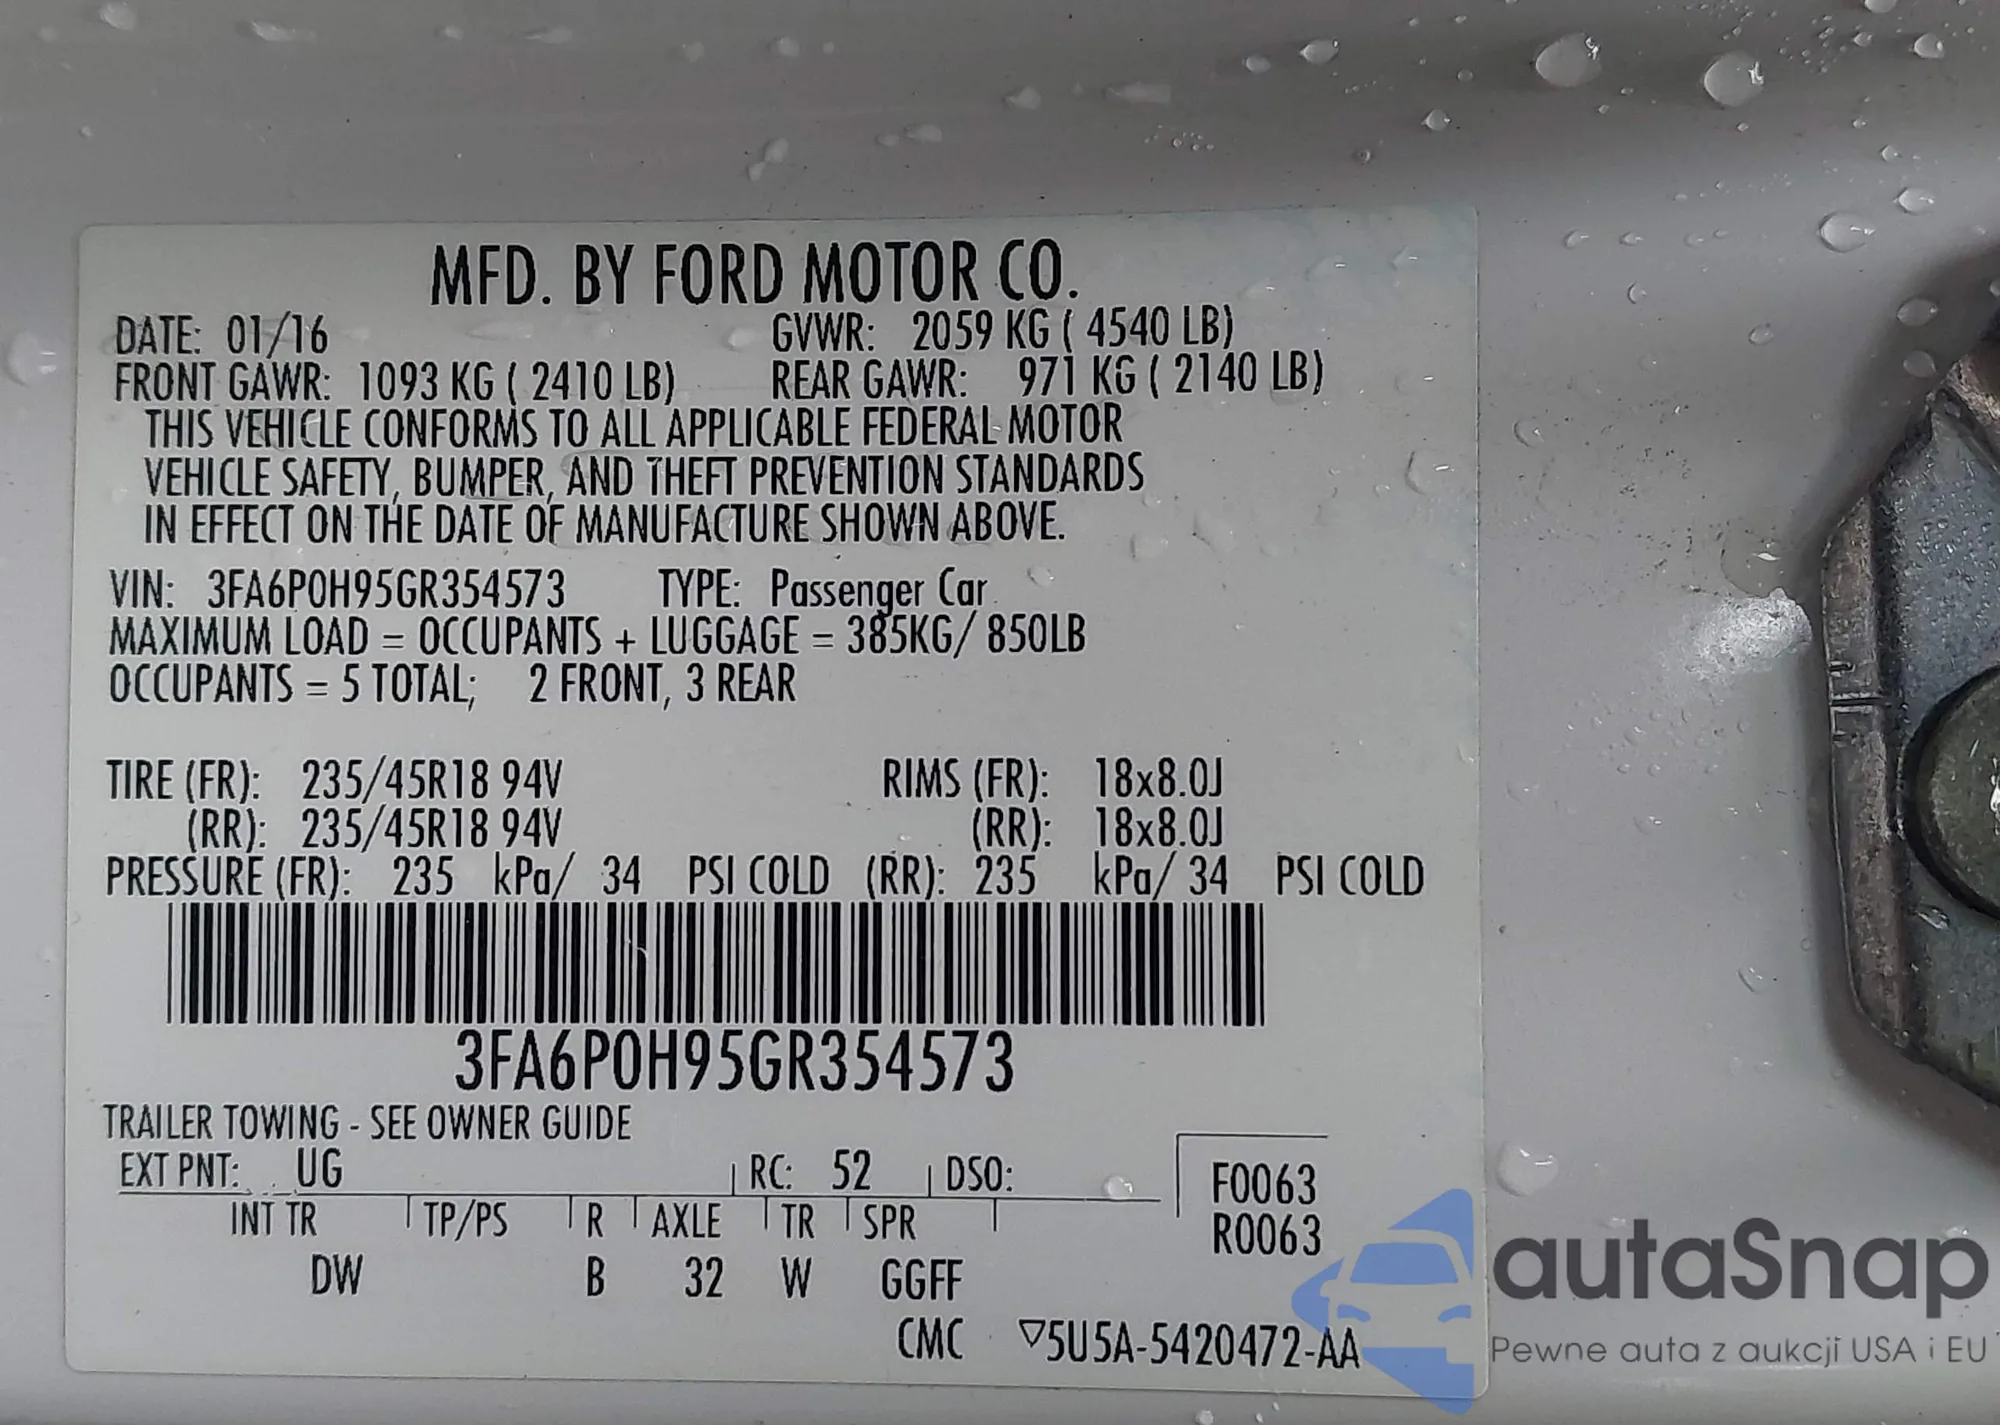 MFD. BY FORD MOTOR CO.
DATE: 01/16 GVWR: 2059 KG ( 4540 LB)
FRONT GAWR: 1093 KG ( 2410 LB) REAR GAWR: 971 KG ( 2140 LB)
THIS VEHICLE CONFORMS TO ALL APPLICABLE FEDERAL MOTOR
VEHICLE SAFETY, BUMPER, AND THEFT PREVENTION STANDARDS
IN EFFECT ON THE DATE OF MANUFACTURE SHOWN ABOVE.
VIN: 3FA6P0H95GR354573 TYPE: Passenger Car
MAXIMUM LOAD = OCCUPANTS + LUGGAGE = 385KG/ 850LB
OCCUPANTS = 5 TOTAL; 2 FRONT, 3 REAR
TIRE (FR): 235/45R18 94V RIMS (FR): 18x8.0J
(RR): 235/45R18 94V (RR): 18x8.0J
PRESSURE (FR): 235 kPa/ 34 PSI COLD (RR): 235 kPa/ 34 PSI COLD
3FA6P0H95GR354573
TRAILER TOWING - SEE OWNER GUIDE
EXT PNT: UG RC: 52 DSO:
F0063
INT TR TP/PS R AXLE TR SPR
R0063
DW B 32 W GGFF
CMC ▽5U5A-5420472-AA
autaSnap
Pewne auta z aukcji USA i EU